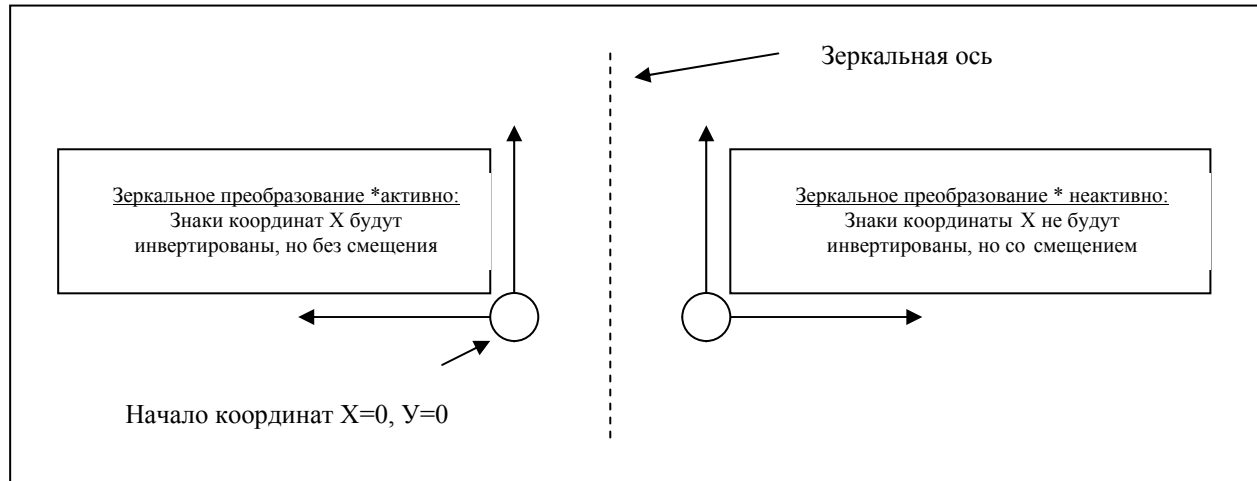 Зеркальная ось
Зеркальное преобразование *активно:
Знаки координат X будут
инвертированы, но без смещения
Зеркальное преобразование * неактивно:
Знаки координаты X не будут
инвертированы, но со смещением
Начало координат X=0, У=0